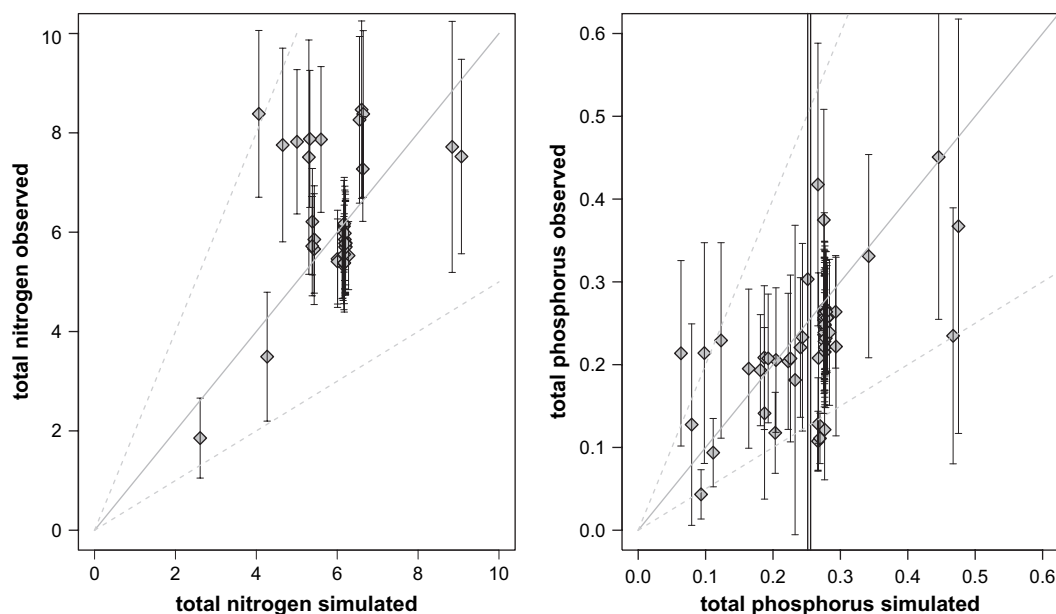 10
8
6
4
2
0
total nitrogen observed
0 2 4 6 8 10
total nitrogen simulated
0.6
0.5
0.4
0.3
0.2
0.1
0.0
total phosphorus observed
0.0 0.1 0.2 0.3 0.4 0.5 0.6
total phosphorus simulated